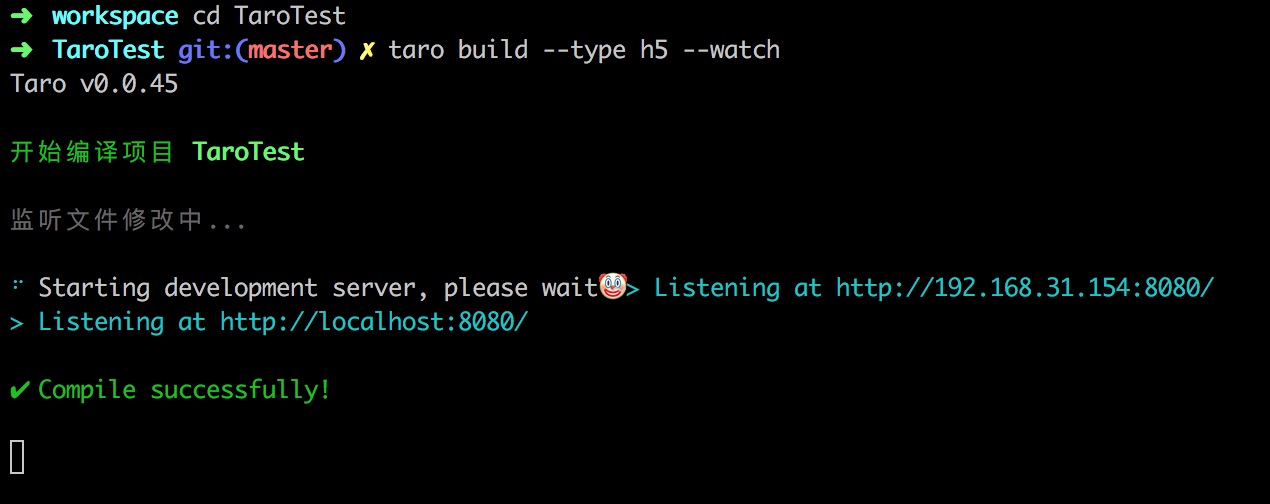 ➜ workspace cd TaroTest
➜ TaroTest git:(master) ✗ taro build --type h5 --watch
Taro v0.0.45
开始编译项目 TaroTest
监听文件修改中...
⠋ Starting development server, please wait🤡> Listening at http://192.168.31.154:8080/
> Listening at http://localhost:8080/
✔ Compile successfully!